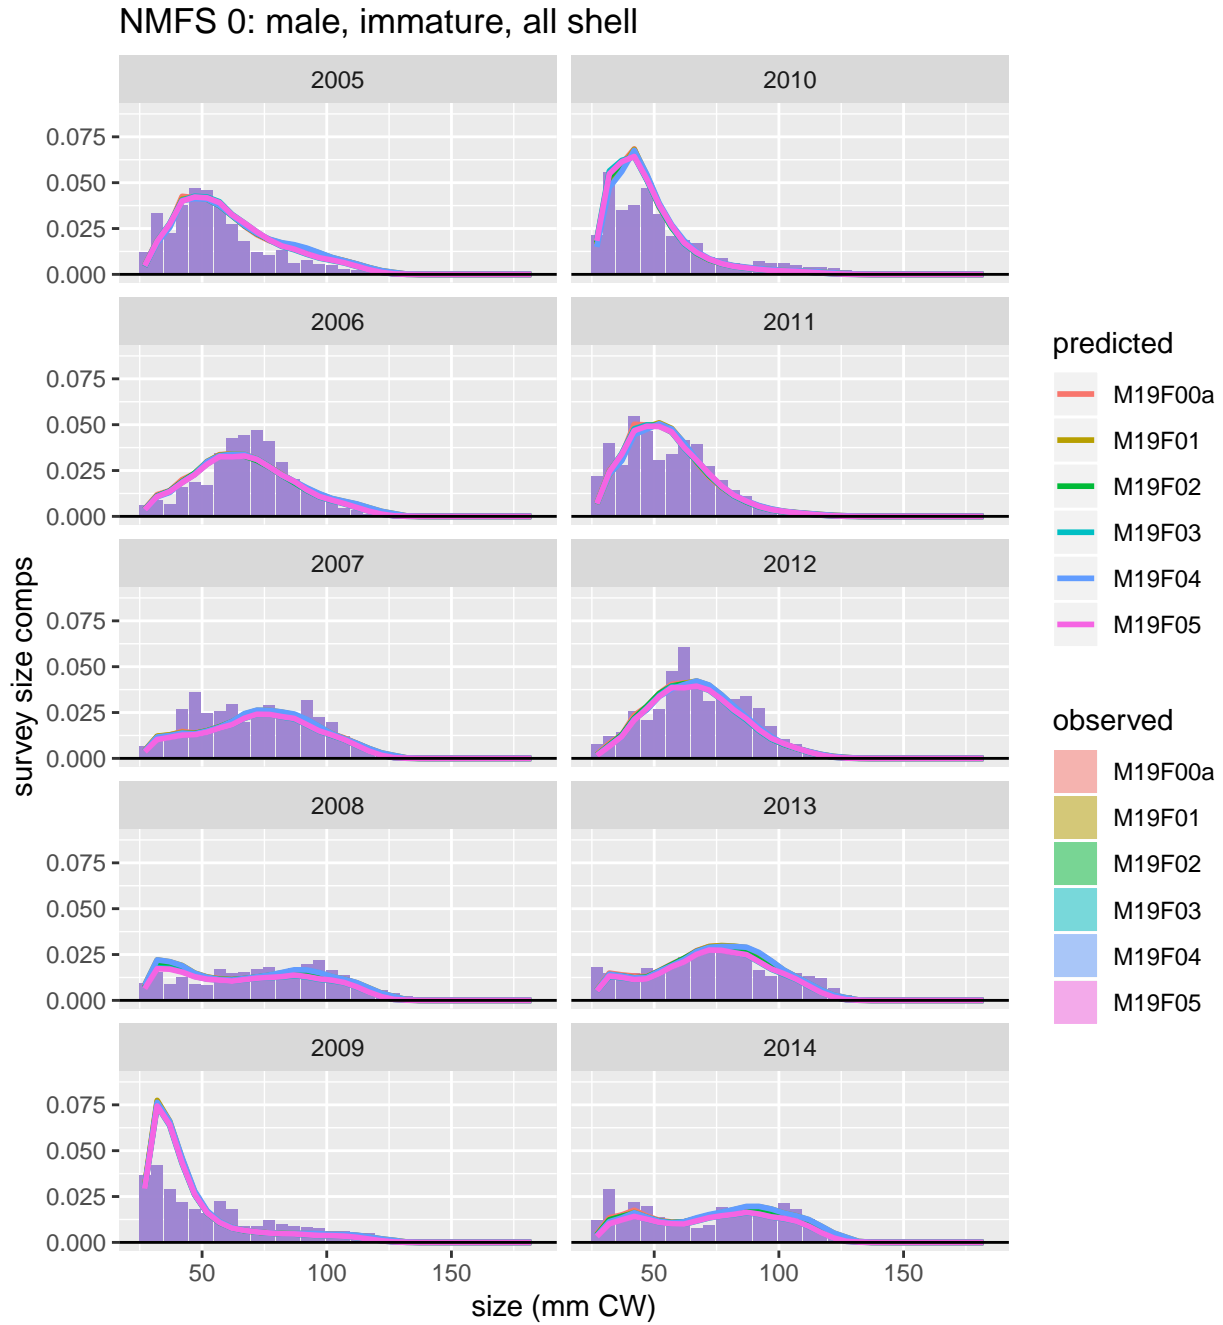 NMFS 0: male, immature, all shell
2005
2010
0.075
0.050
0.025
0.000
2006
2011
0.075
0.050
0.025
0.000
2007
2012
0.075
0.050
0.025
0.000
2008
2013
0.075
0.050
0.025
0.000
2009
2014
0.075
0.050
0.025
0.000
50 100 150 50 100 150
size (mm CW)
survey size comps
predicted
M19F00a
M19F01
M19F02
M19F03
M19F04
M19F05
observed
M19F00a
M19F01
M19F02
M19F03
M19F04
M19F05